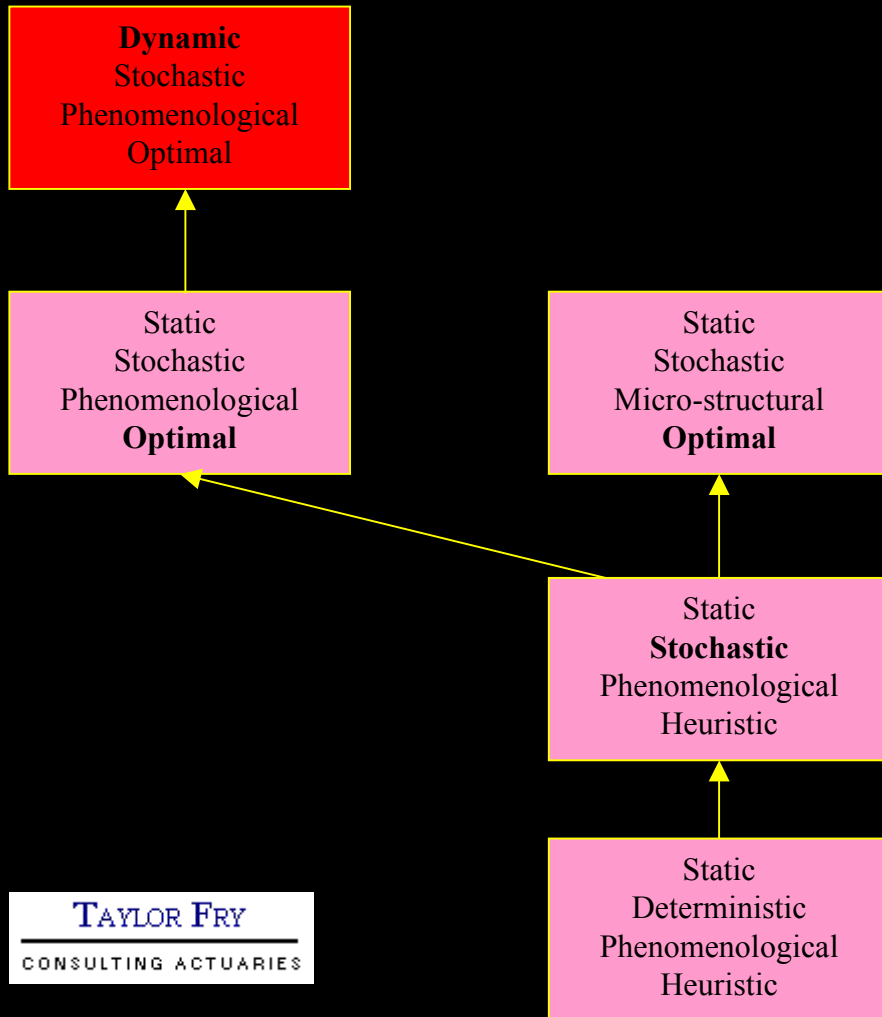 Dynamic
Stochastic
Phenomenological
Optimal
Static
Stochastic
Phenomenological
Optimal
Static
Stochastic
Micro-structural
Optimal
Static
Stochastic
Phenomenological
Heuristic
Static
Deterministic
Phenomenological
Heuristic
TAYLOR FRY
CONSULTING ACTUARIES